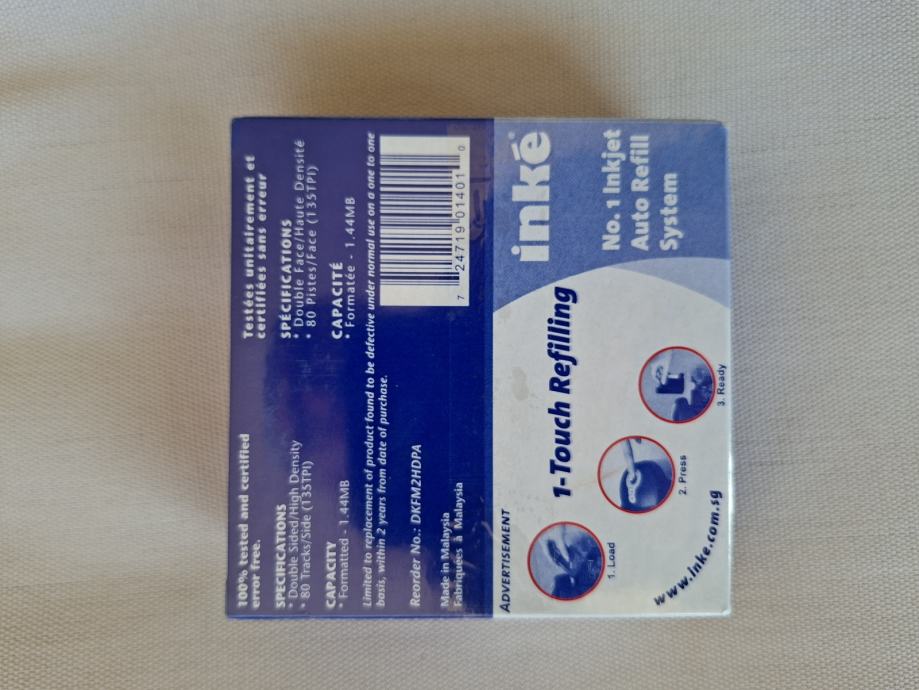 100% tested and certified
error free.
SPECIFICATIONS
* Double Sided/High Density
* 80 Tracks/Side (135TPI)
CAPACITY
* Formatted - 1.44MB
Testées unitairement et
certifiées sans erreur
SPÉCIFICATIONS
* Double Face/Haute Densité
* 80 Pistes/Face (135TPI)
CAPACITÉ
* Formatée - 1.44MB
Limited to replacement of product found to be defective under normal use on a one to one
basis, within 2 years from date of purchase.
Reorder No.: DKFM2HDPA
Made in Malaysia
Fabriquées à Malaysia
7 24719 01401 0
ADVERTISEMENT
1-Touch Refilling
1. Load
2. Press
3. Ready
www.inke.com.sg
inké
No. 1 Inkjet
Auto Refill
System